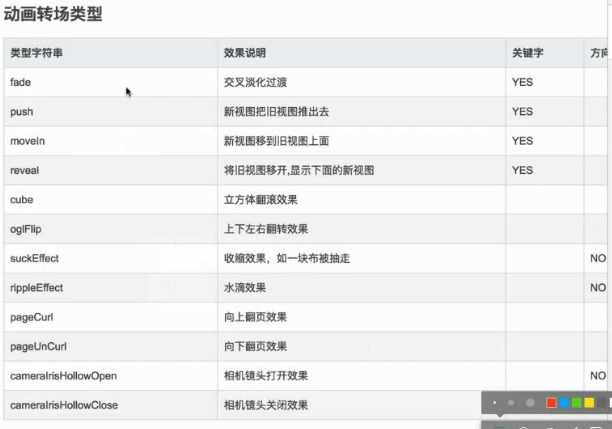 动画转场类型
类型字符串 效果说明 关键字 方向
fade 交叉淡化过渡 YES
push 新视图把旧视图推出去 YES
moveIn 新视图移到旧视图上面 YES
reveal 将旧视图移开,显示下面的新视图 YES
cube 立方体翻滚效果
oglFlip 上下左右翻转效果
suckEffect 收缩效果，如一块布被抽走 NO
rippleEffect 水滴效果 NO
pageCurl 向上翻页效果
pageUnCurl 向下翻页效果
cameraIrisHollowOpen 相机镜头打开效果 NO
cameraIrisHollowClose 相机镜头关闭效果